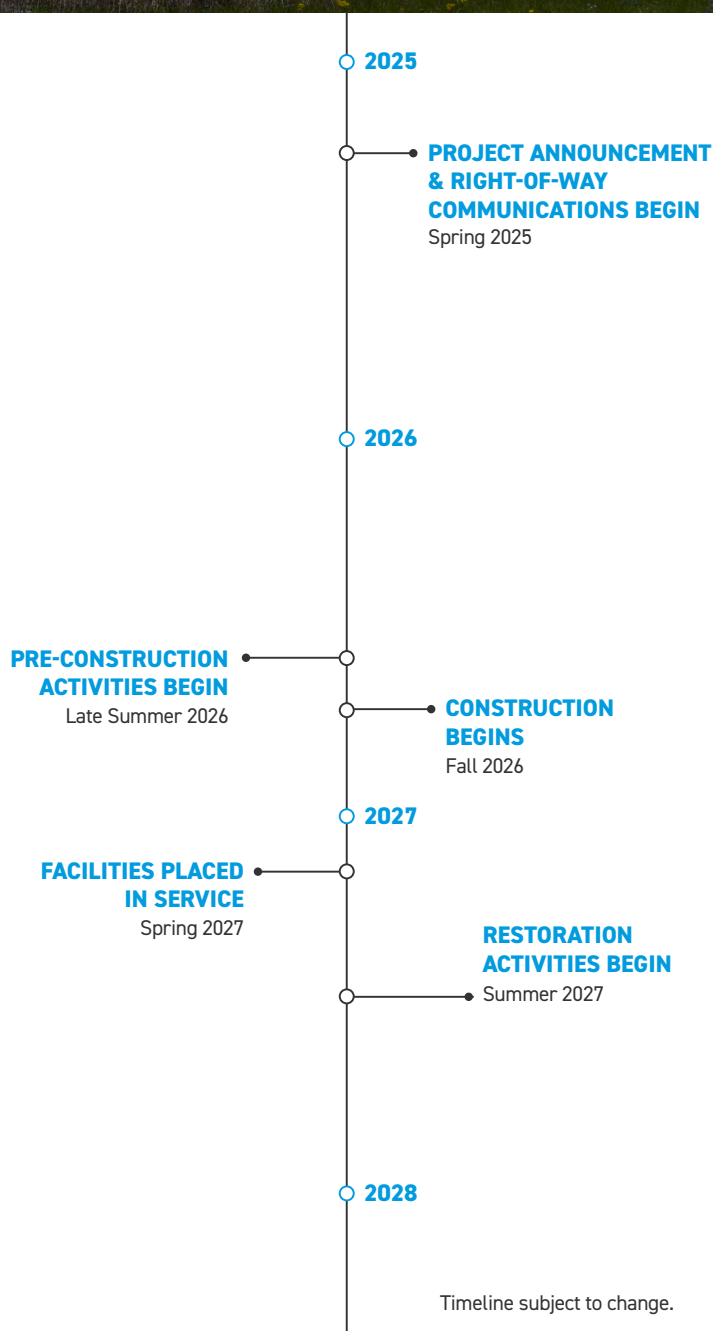 2025
PROJECT ANNOUNCEMENT
& RIGHT-OF-WAY
COMMUNICATIONS BEGIN
Spring 2025
2026
PRE-CONSTRUCTION
ACTIVITIES BEGIN
Late Summer 2026
CONSTRUCTION
BEGINS
Fall 2026
2027
FACILITIES PLACED
IN SERVICE
Spring 2027
RESTORATION
ACTIVITIES BEGIN
Summer 2027
2028
Timeline subject to change.